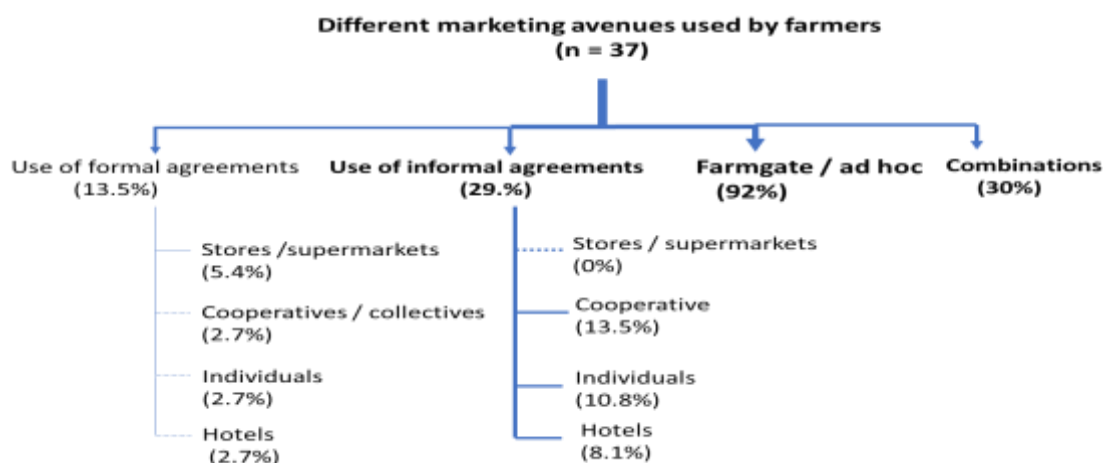 Different marketing avenues used by farmers
(n = 37)
Use of formal agreements
(13.5%)
Use of informal agreements
(29.%)
Farmgate / ad hoc
(92%)
Combinations
(30%)
Stores /supermarkets
(5.4%)
Cooperatives / collectives
(2.7%)
Individuals
(2.7%)
Hotels
(2.7%)
Stores / supermarkets
(0%)
Cooperative
(13.5%)
Individuals
(10.8%)
Hotels
(8.1%)